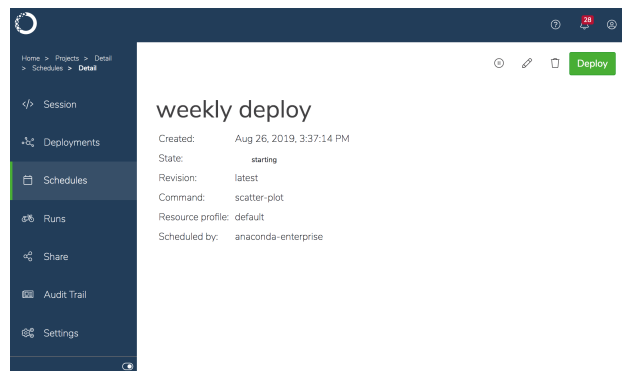 28
Home > Projects > Detail
> Schedules > Detail
Deploy
Session
Deployments
Schedules
Runs
Share
Audit Trail
Settings
weekly deploy
Created: Aug 26, 2019, 3:37:14 PM
State: starting
Revision: latest
Command: scatter-plot
Resource profile: default
Scheduled by: anaconda-enterprise